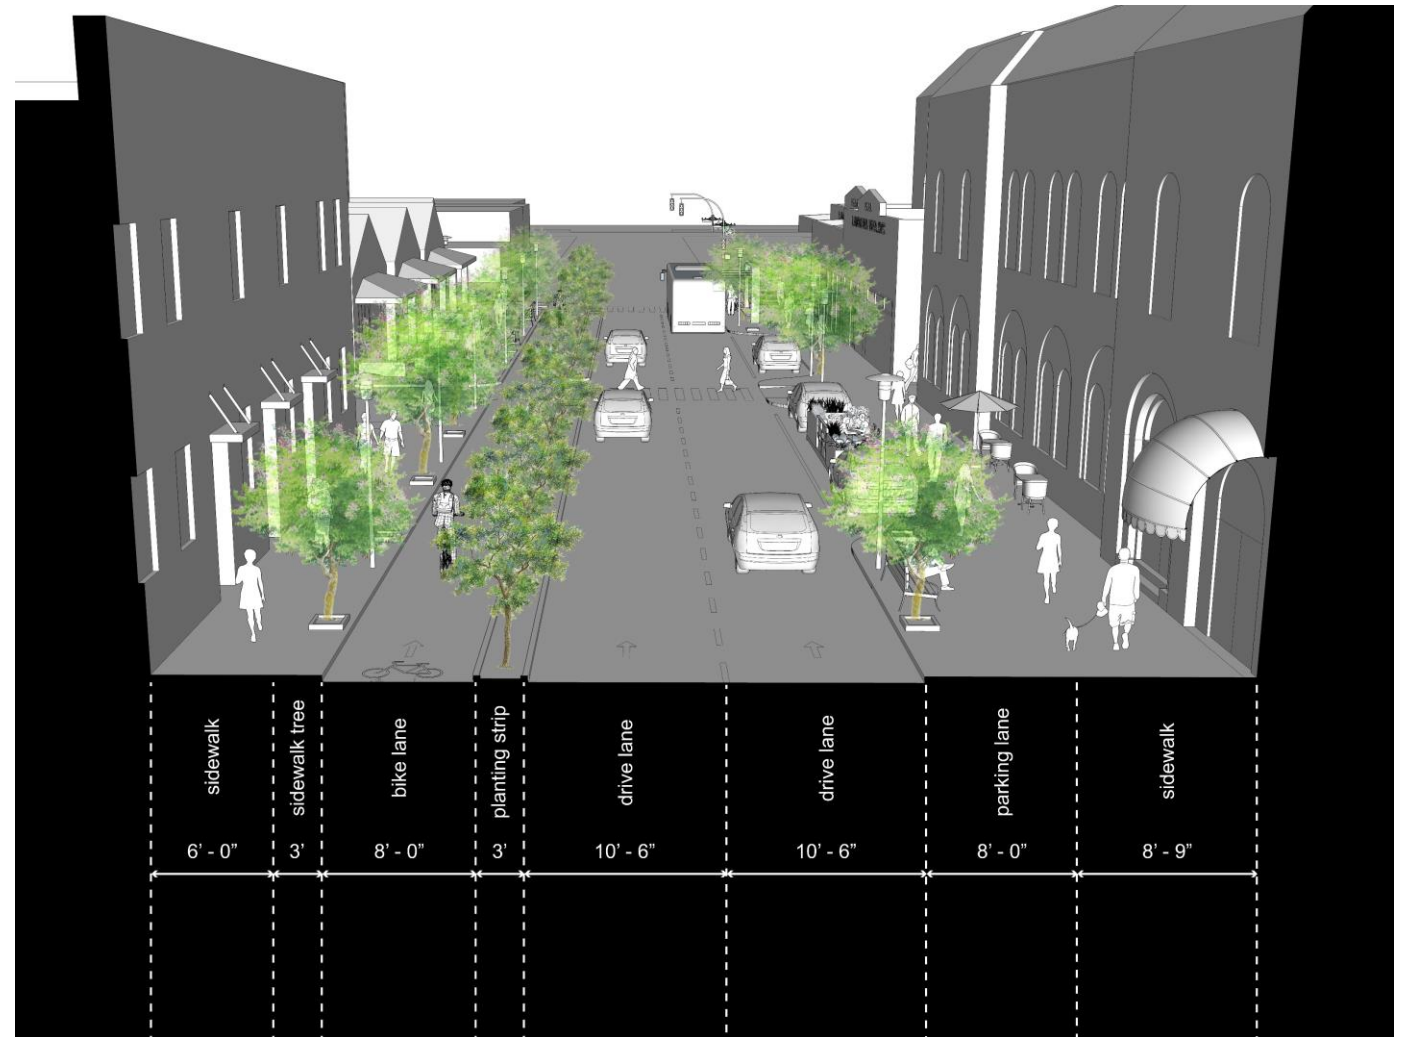 sidewalk
sidewalk tree
bike lane
planting strip
drive lane
drive lane
parking lane
sidewalk
6’ - 0”
3’
8’ - 0”
3’
10’ - 6”
10’ - 6”
8’ - 0”
8’ - 9”